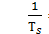 1/Tₛ :